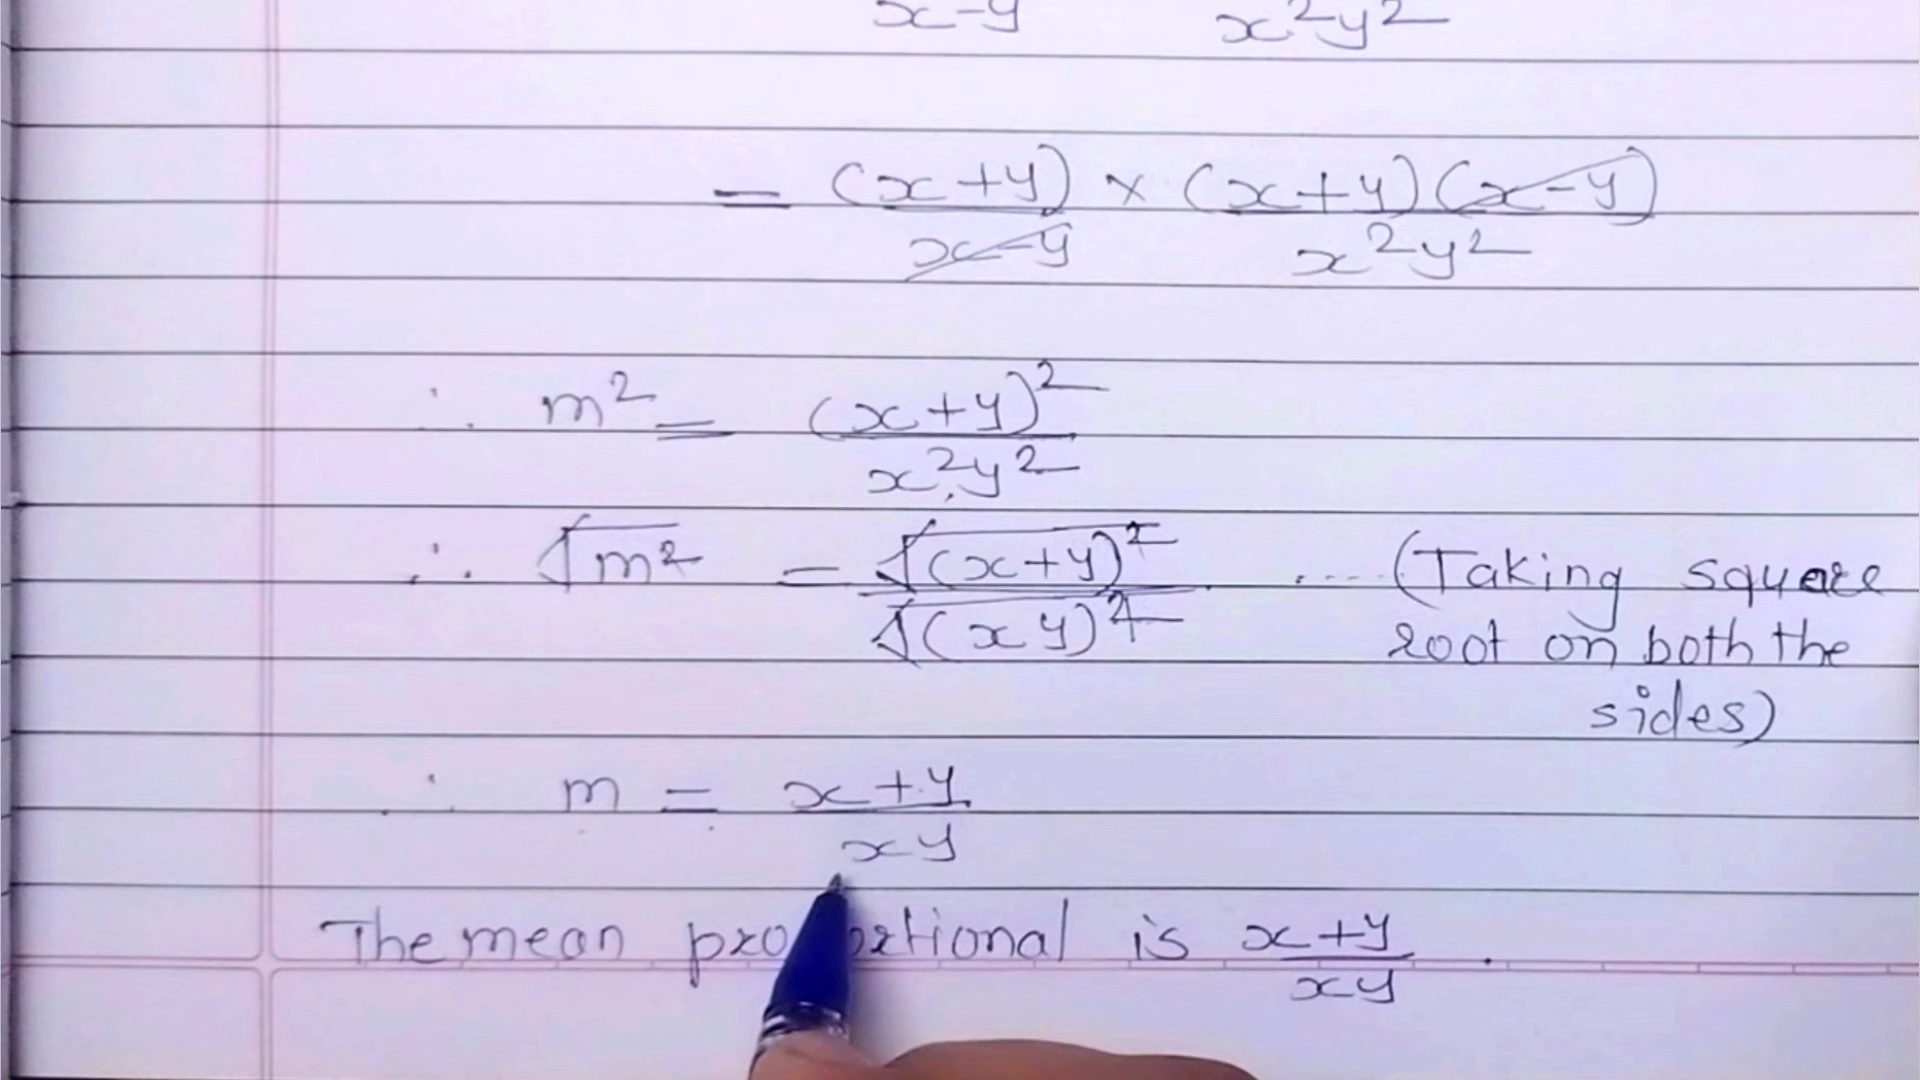 x-y x²y²
= (x+y)/(x-y) × (x+y)(x-y)/x²y²
∴ m² = (x+y)²/x²y²
∴ √m² = √(x+y)²/√(xy)² .... (Taking square
root on both the
sides)
∴ m = x+y/xy
The mean proportional is x+y/xy .